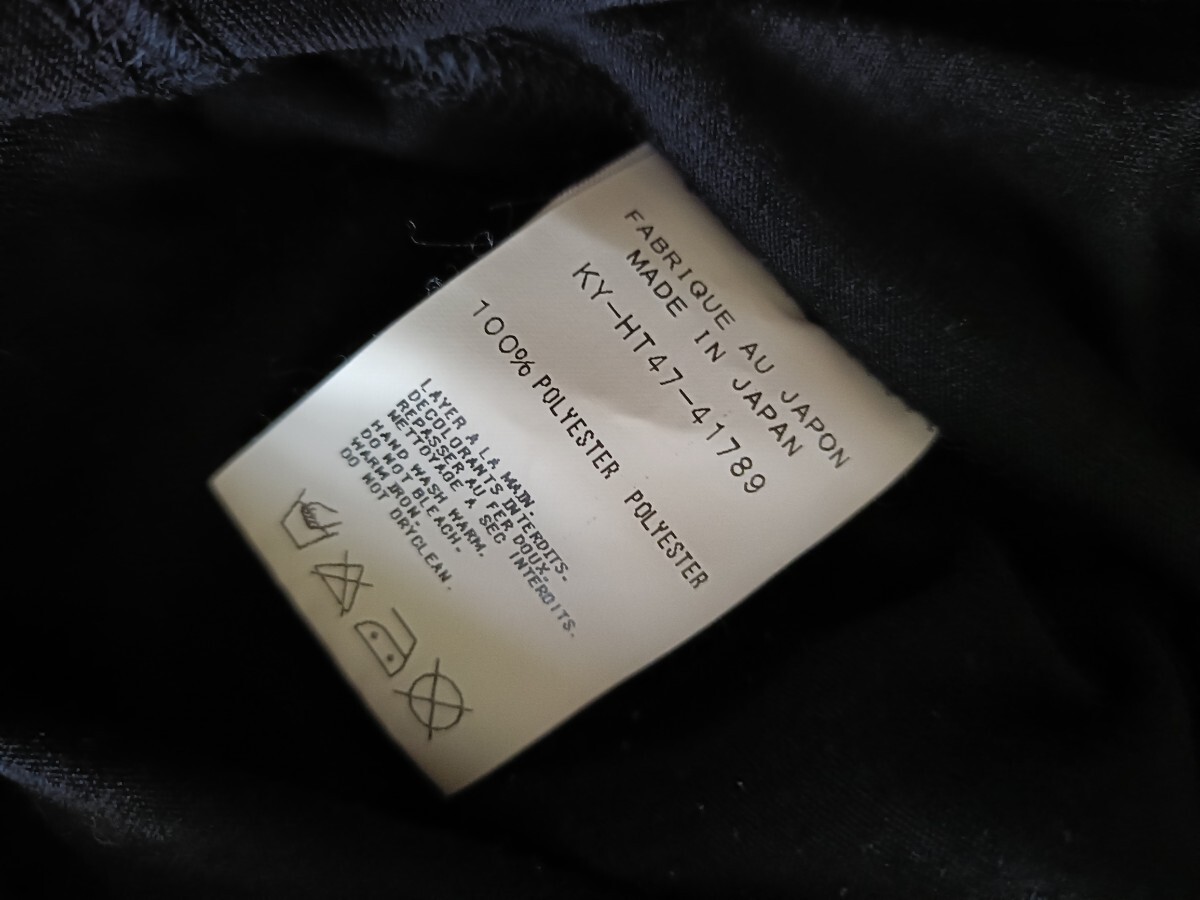 FABRIQUE AU JAPON
MADE IN JAPAN
KY-HT47-41789
100% POLYESTER POLYESTER
LAYER A LA MAIN.
DECOLORANTS INTERDITS.
REPASSER AU FER DOUX.
NETTOYAGE A SEC INTERDITS.
HAND WASH WARM.
DO NOT BLEACH.
WARM IRON.
DO NOT DRYCLEAN.